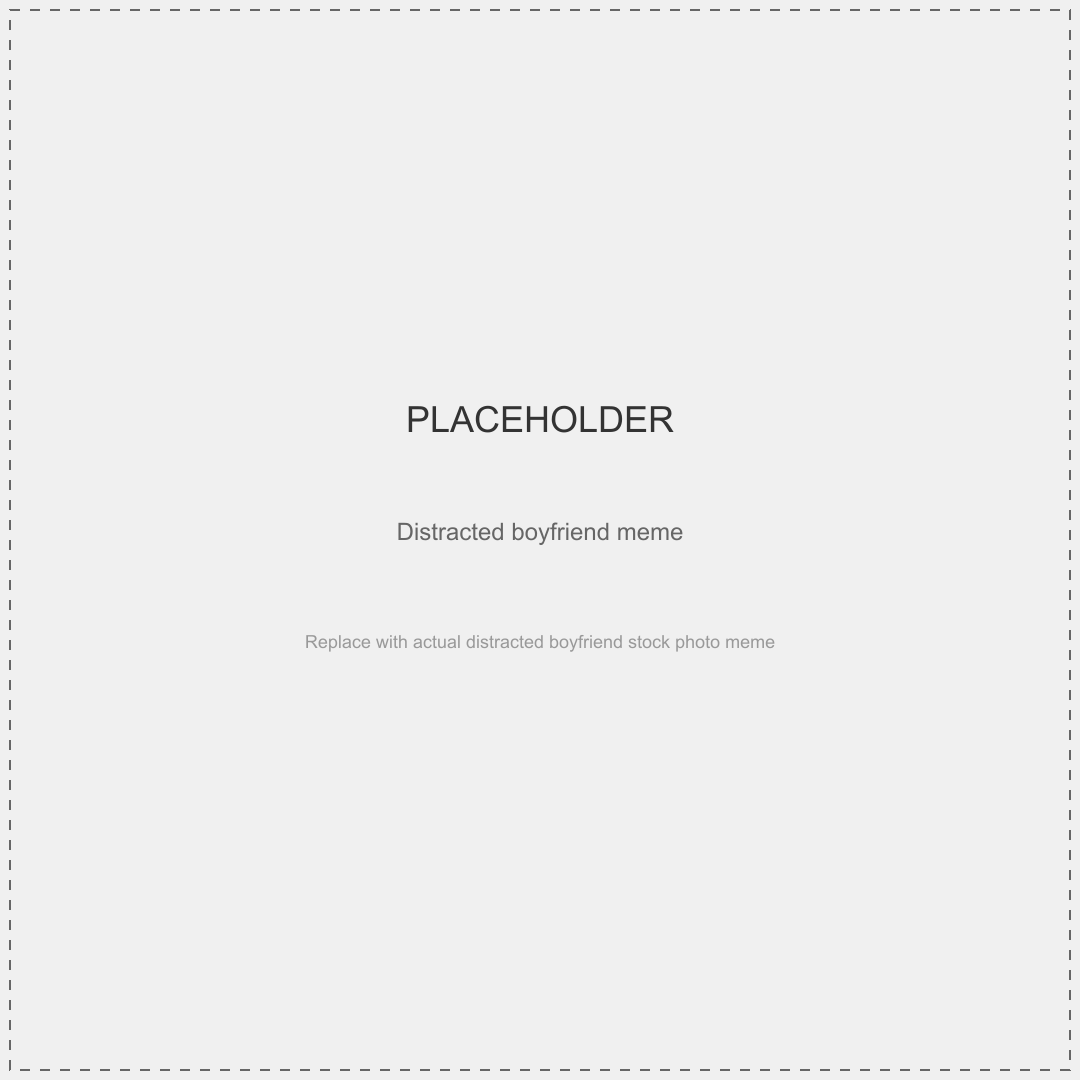 PLACEHOLDER
Distracted boyfriend meme
Replace with actual distracted boyfriend stock photo meme